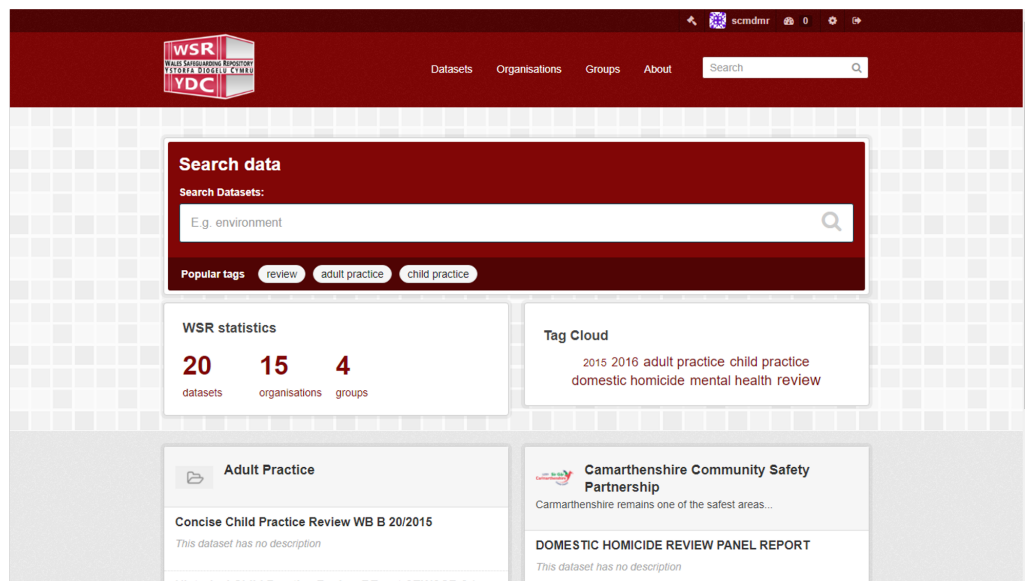 scmdmr 0
WSR
WALES SAFEGUARDING REPOSITORY
YSTORFA DIOGELU CYMRU
YDC
Datasets Organisations Groups About Search
Search data
Search Datasets:
E.g. environment
Popular tags review adult practice child practice
WSR statistics
20 15 4
datasets organisations groups
Tag Cloud
2015 2016 adult practice child practice
domestic homicide mental health review
Adult Practice
Concise Child Practice Review WB B 20/2015
This dataset has no description
Camarthenshire Community Safety
Partnership
Carmarthenshire remains one of the safest areas...
DOMESTIC HOMICIDE REVIEW PANEL REPORT
This dataset has no description